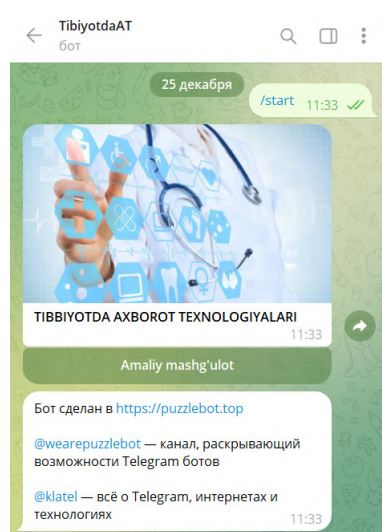 TibiyotdaAT
бот
25 декабря
/start 11:33
TIBBIYOTDA AXBOROT TEXNOLOGIYALARI
11:33
Amaliy mashg'ulot
Бот сделан в https://puzzlebot.top
@wearepuzzlebot — канал, раскрывающий
возможности Telegram ботов
@klatel — всё о Telegram, интернетах и
технологиях 11:33